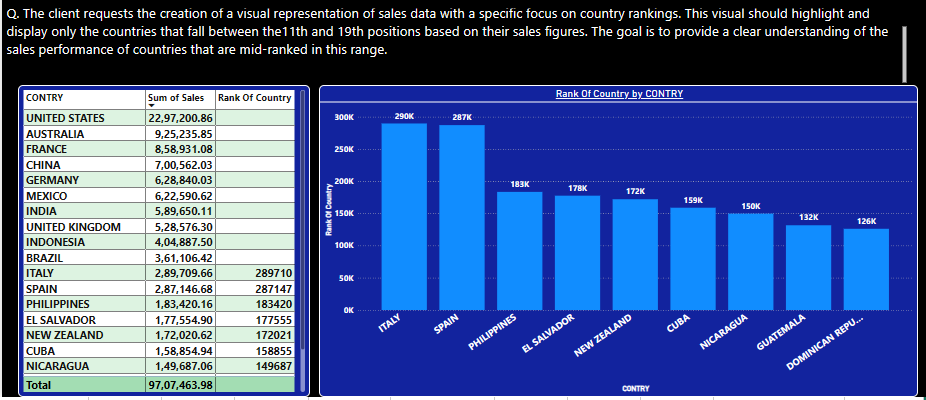 Q. The client requests the creation of a visual representation of sales data with a specific focus on country rankings. This visual should highlight and
display only the countries that fall between the11th and 19th positions based on their sales figures. The goal is to provide a clear understanding of the
sales performance of countries that are mid-ranked in this range.
CONTRY Sum of Sales Rank Of Country
UNITED STATES 22,97,200.86
AUSTRALIA 9,25,235.85
FRANCE 8,58,931.08
CHINA 7,00,562.03
GERMANY 6,28,840.03
MEXICO 6,22,590.62
INDIA 5,89,650.11
UNITED KINGDOM 5,28,576.30
INDONESIA 4,04,887.50
BRAZIL 3,61,106.42
ITALY 2,89,709.66 289710
SPAIN 2,87,146.68 287147
PHILIPPINES 1,83,420.16 183420
EL SALVADOR 1,77,554.90 177555
NEW ZEALAND 1,72,020.62 172021
CUBA 1,58,854.94 158855
NICARAGUA 1,49,687.06 149687
Total 97,07,463.98
Rank Of Country by CONTRY
Rank Of Country
300K
250K
200K
150K
100K
50K
0K
290K
287K
183K
178K
172K
159K
150K
132K
126K
ITALY
SPAIN
PHILIPPINES
EL SALVADOR
NEW ZEALAND
CUBA
NICARAGUA
GUATEMALA
DOMINICAN REPU...
CONTRY